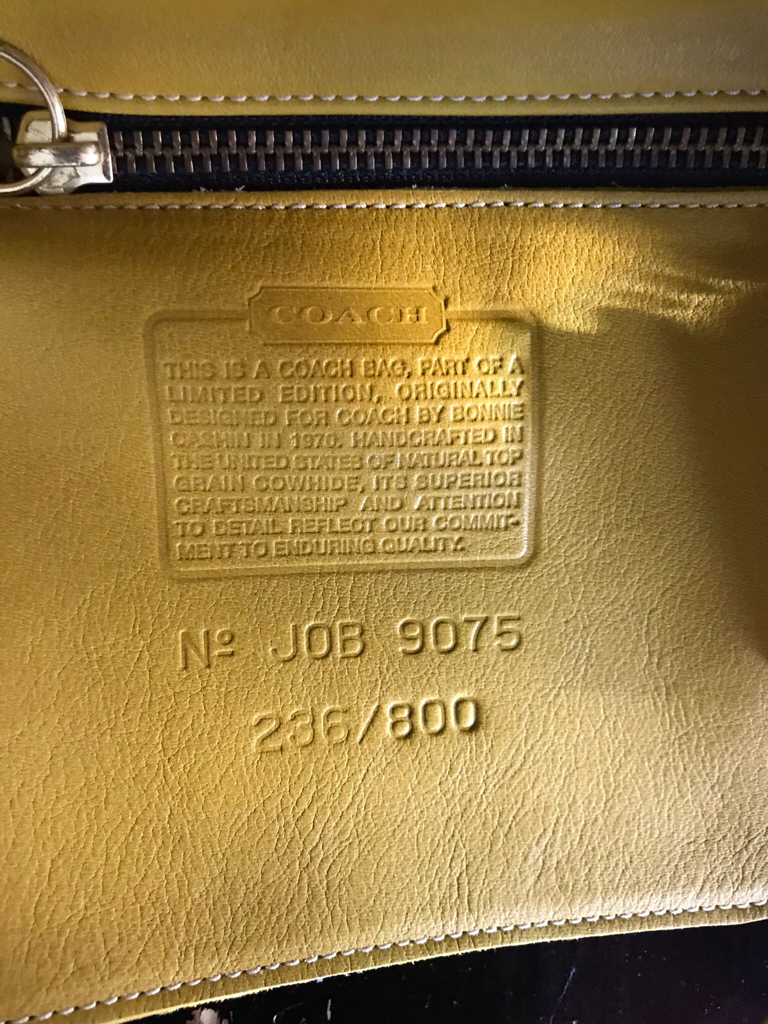 COACH
THIS IS A COACH BAG, PART OF A
LIMITED EDITION, ORIGINALLY
DESIGNED FOR COACH BY BONNIE
CASHIN IN 1970. HANDCRAFTED IN
THE UNITED STATES OF NATURAL TOP
GRAIN COWHIDE, ITS SUPERIOR
CRAFTSMANSHIP AND ATTENTION
TO DETAIL REFLECT OUR COMMIT-
MENT TO ENDURING QUALITY.
Nº JOB 9075
236/800